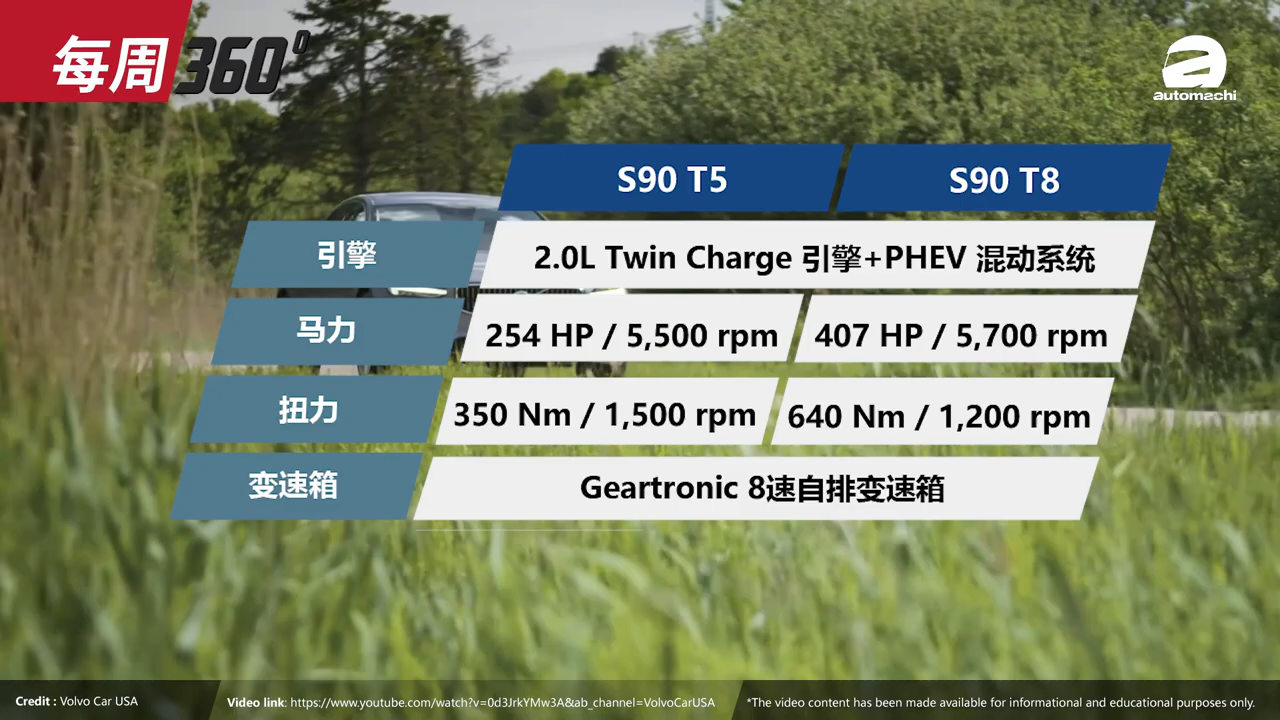 每周360°
automachi
S90 T5
S90 T8
引擎
2.0L Twin Charge 引擎+PHEV 混动系统
马力
254 HP / 5,500 rpm
407 HP / 5,700 rpm
扭力
350 Nm / 1,500 rpm
640 Nm / 1,200 rpm
变速箱
Geartronic 8速自排变速箱
Credit : Volvo Car USA
Video link: https://www.youtube.com/watch?v=0d3JrkYMw3A&ab_channel=VolvoCarUSA
*The video content has been made available for informational and educational purposes only.